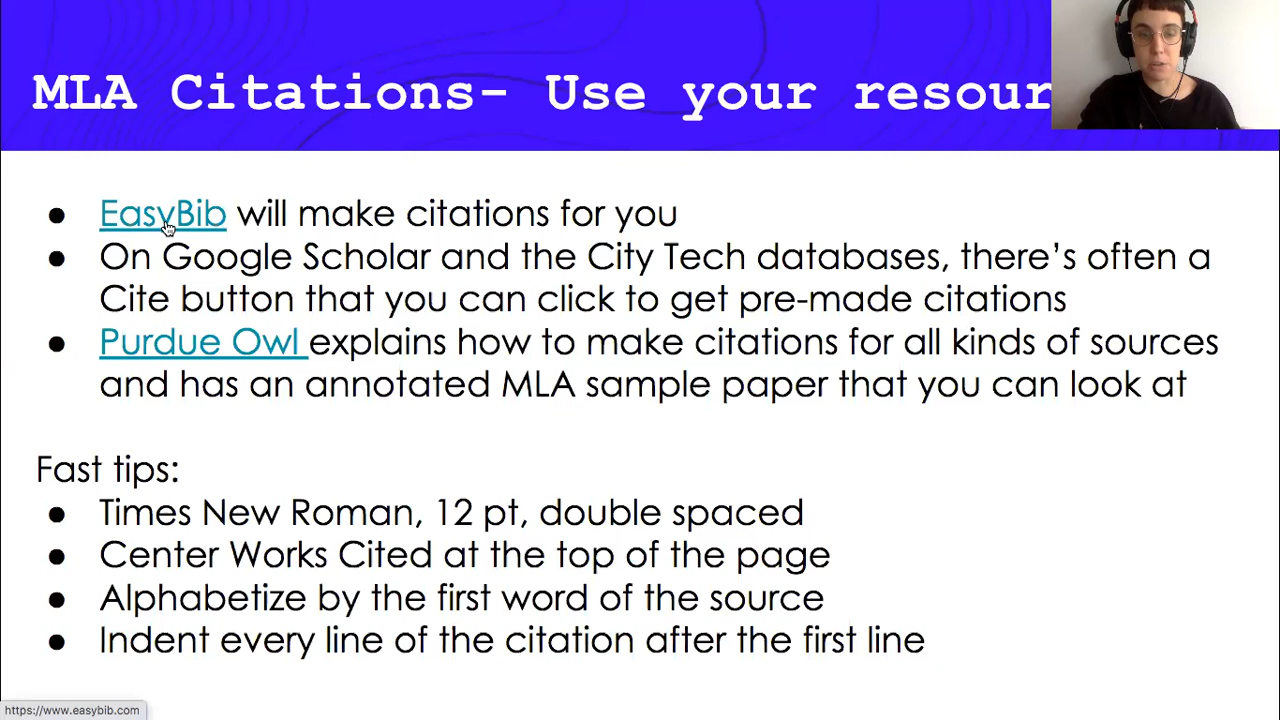 MLA Citations- Use your resour
● EasyBib will make citations for you
● On Google Scholar and the City Tech databases, there’s often a
Cite button that you can click to get pre-made citations
● Purdue Owl explains how to make citations for all kinds of sources
and has an annotated MLA sample paper that you can look at
Fast tips:
● Times New Roman, 12 pt, double spaced
● Center Works Cited at the top of the page
● Alphabetize by the first word of the source
● Indent every line of the citation after the first line
https://www.easybib.com